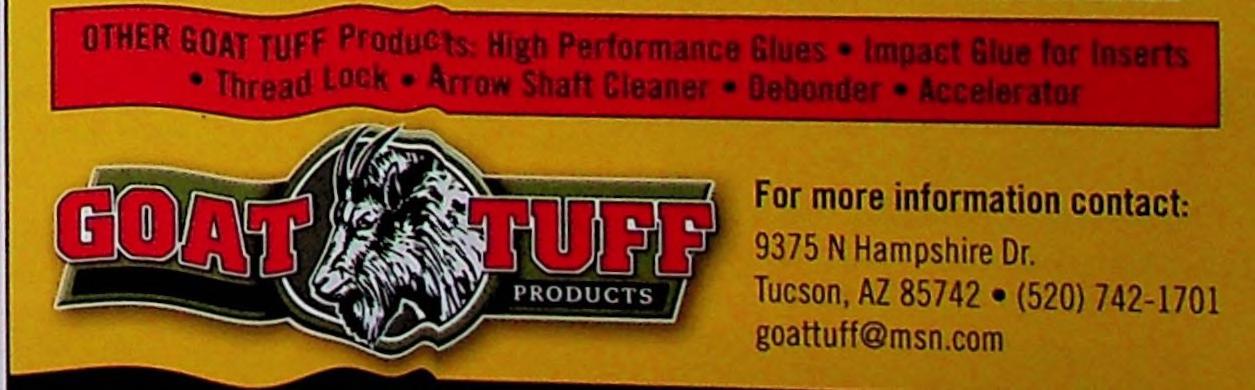 OTHER GOAT TUFF Products: High Performance Glues • Impact Glue for Inserts
• Thread Lock • Arrow Shaft Cleaner • Debonder • Accelerator
GOAT TUFF
PRODUCTS
For more information contact:
9375 N Hampshire Dr.
Tucson, AZ 85742 • (520) 742-1701
goattuff@msn.com